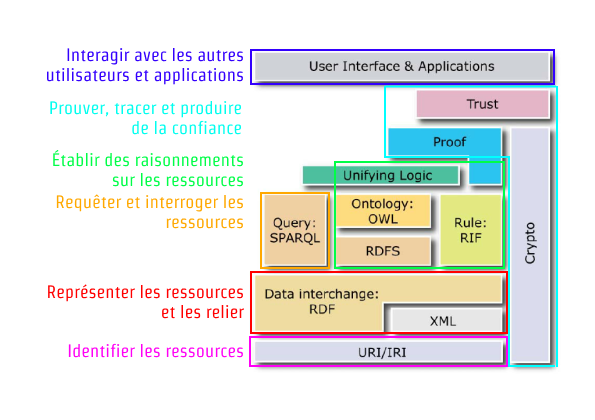 Interagir avec les autres
utilisateurs et applications
User Interface & Applications
Prouver, tracer et produire
de la confiance
Trust
Proof
Établir des raisonnements
sur les ressources
Unifying Logic
Requêter et interroger les
ressources
Query:
SPARQL
Ontology:
OWL
RDFS
Rule:
RIF
Crypto
Représenter les ressources
et les relier
Data interchange:
RDF
XML
Identifier les ressources
URI/IRI